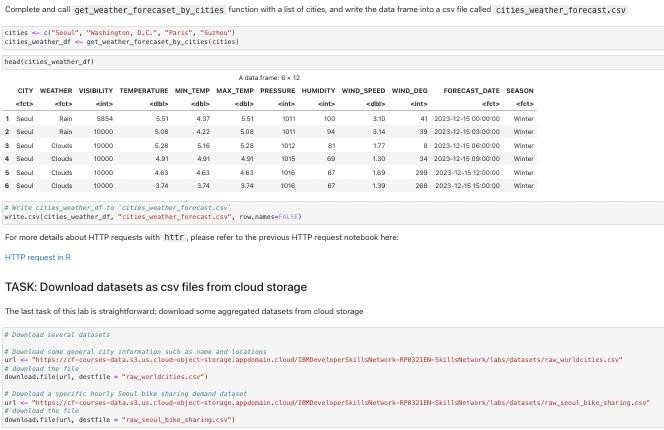 Complete and call get_weather_forecaset_by_cities function with a list of cities, and write the data frame into a csv file called cities_weather_forecast.csv
cities <- c("Seoul", "Washington, D.C.", "Paris", "Suzhou")
cities_weather_df <- get_weather_forecaset_by_cities(cities)
head(cities_weather_df)
A data.frame: 6 × 12
CITY WEATHER VISIBILITY TEMPERATURE MIN_TEMP MAX_TEMP PRESSURE HUMIDITY WIND_SPEED WIND_DEG FORECAST_DATE SEASON
<fct> <fct> <int> <dbl> <dbl> <dbl> <int> <int> <dbl> <int> <fct> <fct>
1 Seoul Rain 5854 5.51 4.37 5.51 1011 100 3.10 41 2023-12-15 00:00:00 Winter
2 Seoul Rain 10000 5.08 4.22 5.08 1011 94 3.14 39 2023-12-15 03:00:00 Winter
3 Seoul Clouds 10000 5.28 5.16 5.28 1012 81 1.77 8 2023-12-15 06:00:00 Winter
4 Seoul Clouds 10000 4.91 4.91 4.91 1015 69 1.30 34 2023-12-15 09:00:00 Winter
5 Seoul Clouds 10000 4.63 4.63 4.63 1016 67 1.69 299 2023-12-15 12:00:00 Winter
6 Seoul Clouds 10000 3.74 3.74 3.74 1016 67 1.39 268 2023-12-15 15:00:00 Winter
# Write cities_weather_df to `cities_weather_forecast.csv`
write.csv(cities_weather_df, "cities_weather_forecast.csv", row.names=FALSE)
For more details about HTTP requests with httr, please refer to the previous HTTP request notebook here:
HTTP request in R
TASK: Download datasets as csv files from cloud storage
The last task of this lab is straightforward: download some aggregated datasets from cloud storage
# Download several datasets
# Download some general city information such as name and locations
url <- "https://cf-courses-data.s3.us.cloud-object-storage.appdomain.cloud/IBMDeveloperSkillsNetwork-RP0321EN-SkillsNetwork/labs/datasets/raw_worldcities.csv"
# download the file
download.file(url, destfile = "raw_worldcities.csv")
# Download a specific hourly Seoul bike sharing demand dataset
url <- "https://cf-courses-data.s3.us.cloud-object-storage.appdomain.cloud/IBMDeveloperSkillsNetwork-RP0321EN-SkillsNetwork/labs/datasets/raw_seoul_bike_sharing.csv"
# download the file
download.file(url, destfile = "raw_seoul_bike_sharing.csv")